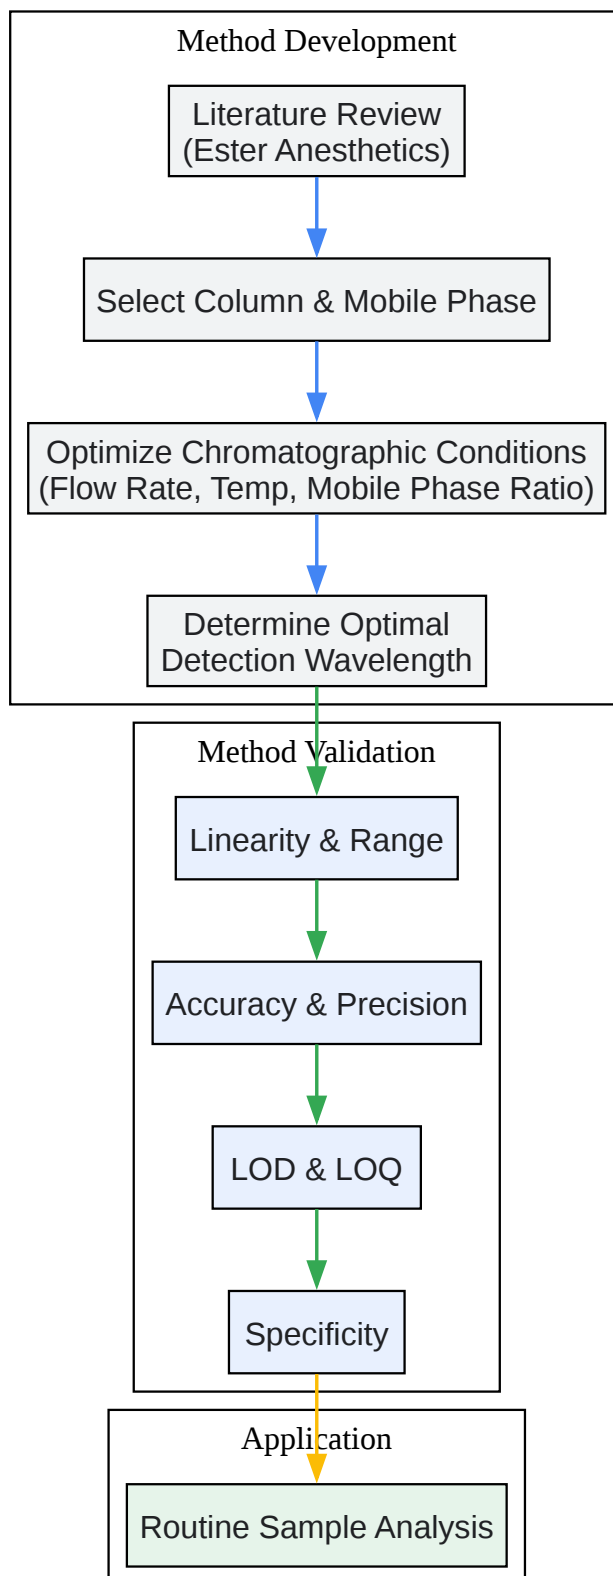 Method Development
Literature Review
(Ester Anesthetics)
Select Column & Mobile Phase
Optimize Chromatographic Conditions
(Flow Rate, Temp, Mobile Phase Ratio)
Determine Optimal
Detection Wavelength
Method Validation
Linearity & Range
Accuracy & Precision
LOD & LOQ
Specificity
Application
Routine Sample Analysis